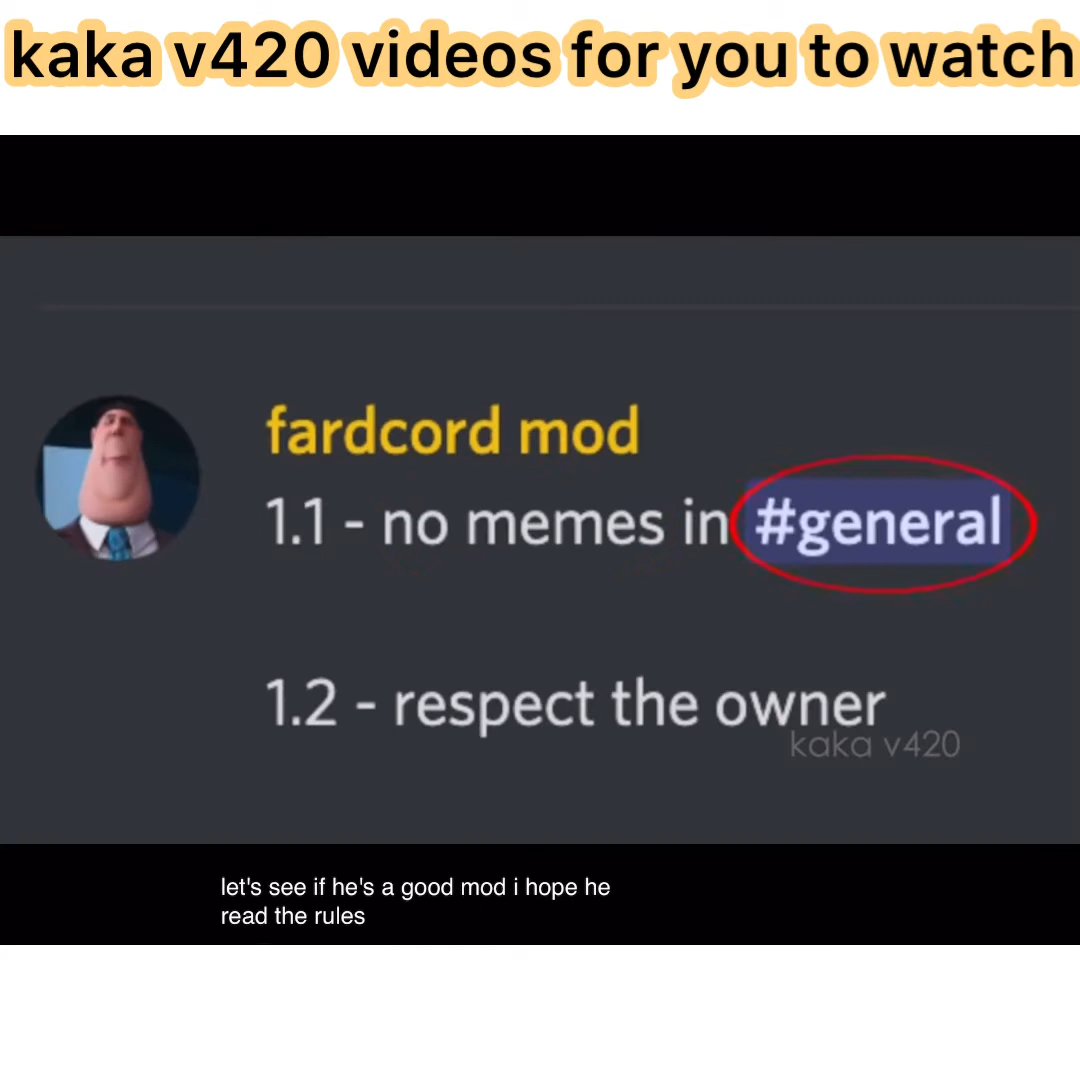 kaka v420 videos for you to watch
fardcord mod
1.1 - no memes in #general
1.2 - respect the owner
kaka v420
let's see if he's a good mod i hope he
read the rules